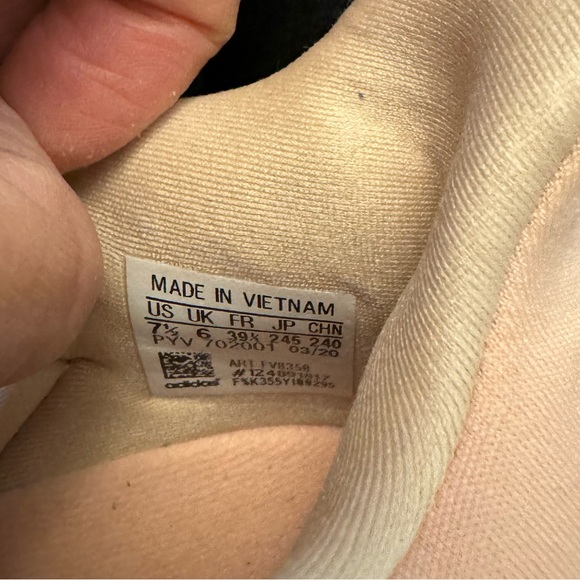 MADE IN VIETNAM
US UK FR JP CHN
7½ 6 39⅓ 245 240
PYV 702001 03/20
ART FV8350
adidas